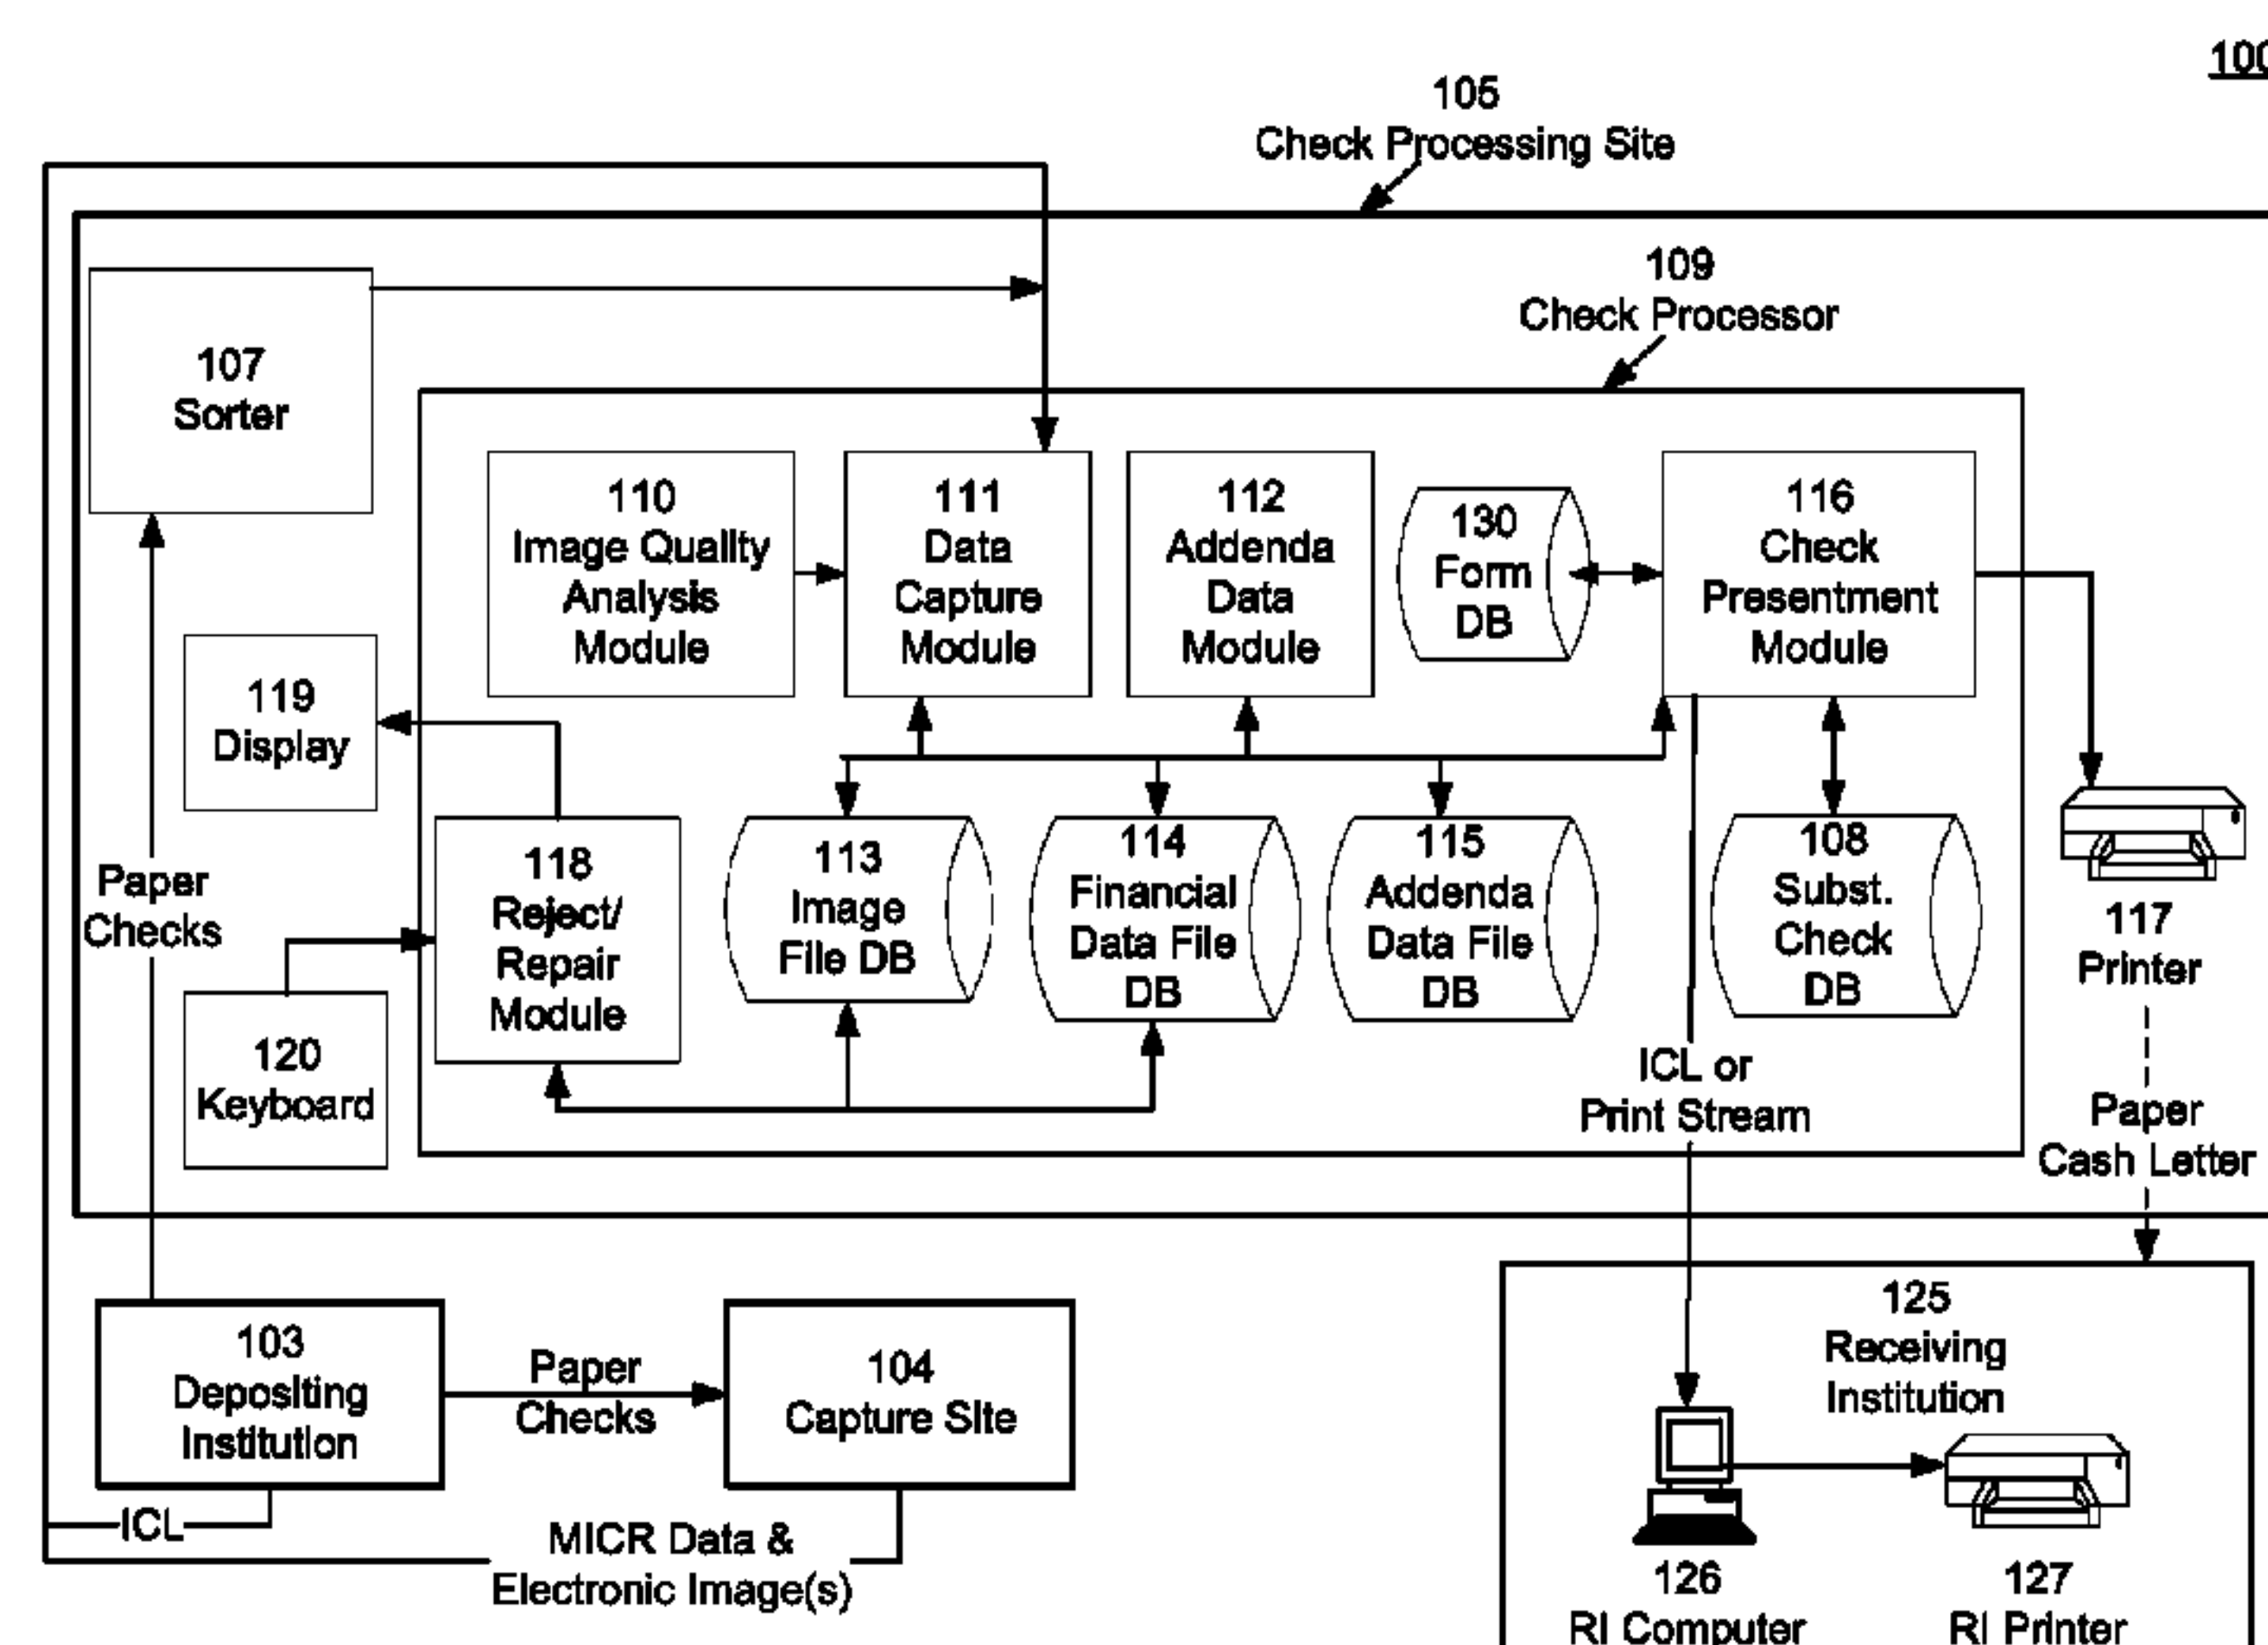 100
105
Check Processing Site
109
Check Processor
107
Sorter
110
Image Quality
Analysis
Module
111
Data
Capture
Module
112
Addenda
Data
Module
130
Form
DB
116
Check
Presentment
Module
119
Display
118
Reject/
Repair
Module
113
Image
File DB
114
Financial
Data File
DB
115
Addenda
Data File
DB
108
Subst.
Check
DB
117
Printer
Paper
Checks
120
Keyboard
ICL or
Print Stream
Paper
Cash Letter
103
Depositing
Institution
Paper
Checks
104
Capture Site
125
Receiving
Institution
ICL
MICR Data &
Electronic Image(s)
126
RI Computer
127
RI Printer